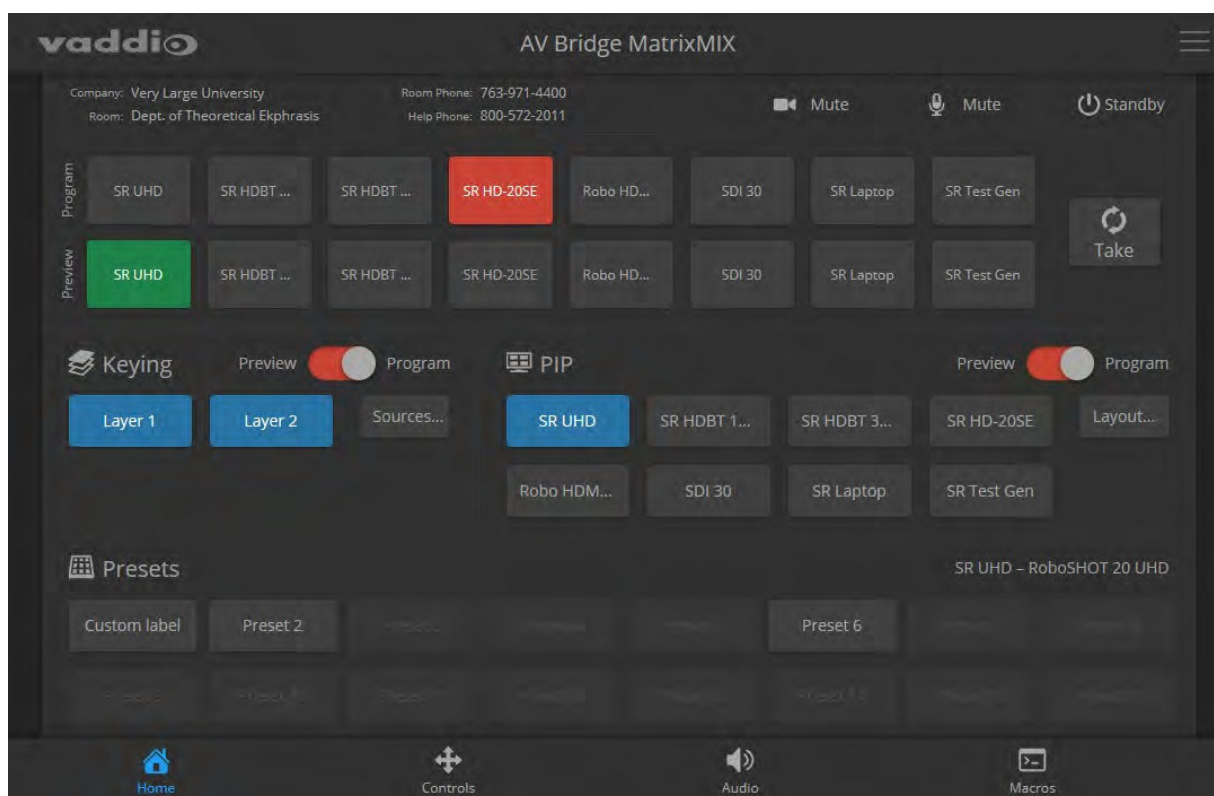 vaddio
AV Bridge MatrixMIX
Company: Very Large University
Room: Dept. of Theoretical Ekphrasis
Room Phone: 763-971-4400
Help Phone: 800-572-2011
Mute
Mute
Standby
Program
SR UHD
SR HDBT ...
SR HDBT ...
SR HD-20SE
Robo HD...
SDI 30
SR Laptop
SR Test Gen
Take
Preview
SR UHD
SR HDBT ...
SR HDBT ...
SR HD-20SE
Robo HD...
SDI 30
SR Laptop
SR Test Gen
Keying
Preview
Program
Layer 1
Layer 2
Sources...
PIP
Preview
Program
SR UHD
SR HDBT 1...
SR HDBT 3...
SR HD-20SE
Layout...
Robo HDM...
SDI 30
SR Laptop
SR Test Gen
Presets
SR UHD – RoboSHOT 20 UHD
Custom label
Preset 2
Preset 6
Home
Controls
Audio
Macros